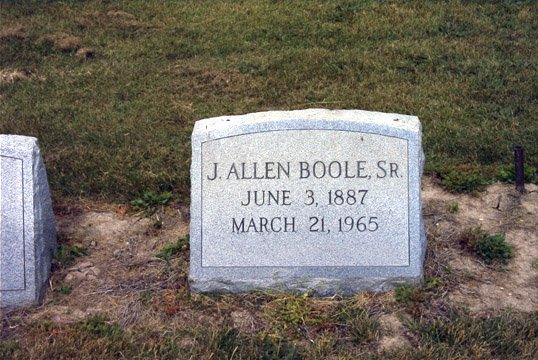 J. ALLEN BOOLE, SR.
JUNE 3, 1887
MARCH 21, 1965